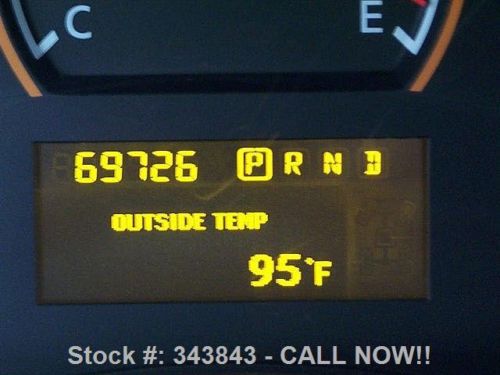 C E
69726 P R N D
OUTSIDE TEMP
95°F
Stock #: 343843 - CALL NOW!!